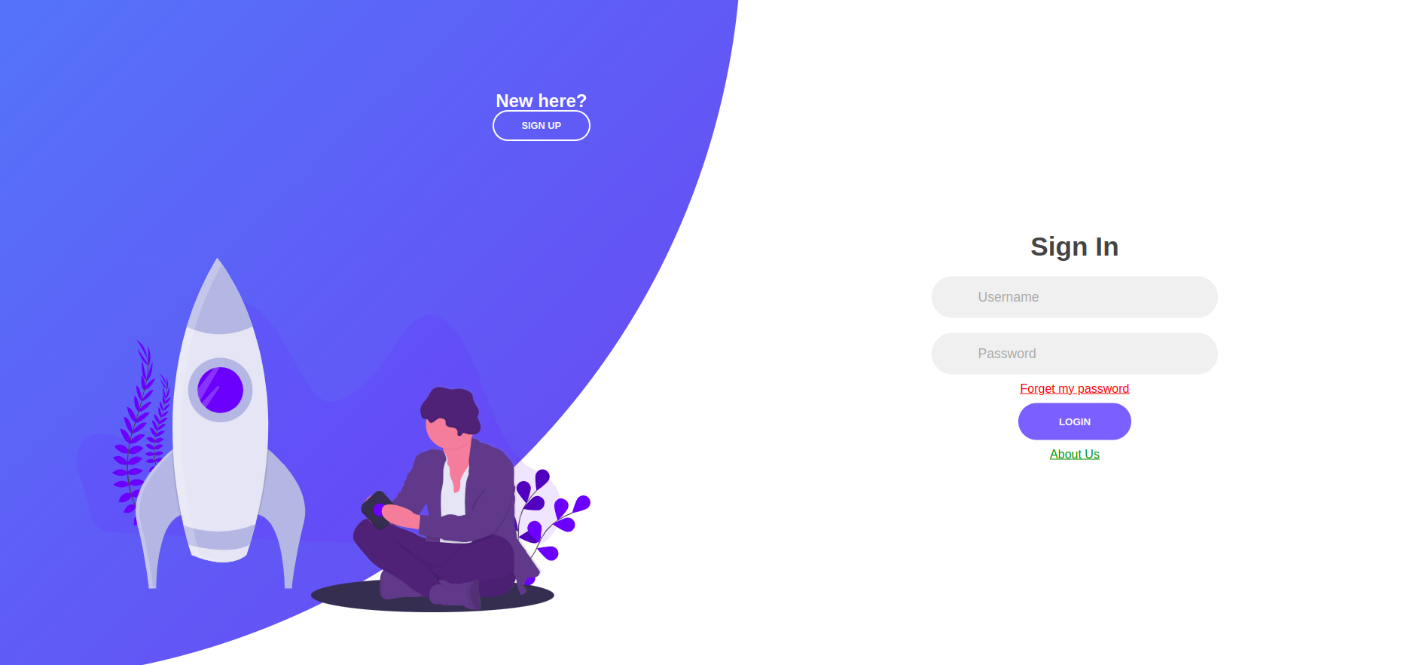 New here?
SIGN UP
Sign In
Username
Password
Forget my password
LOGIN
About Us